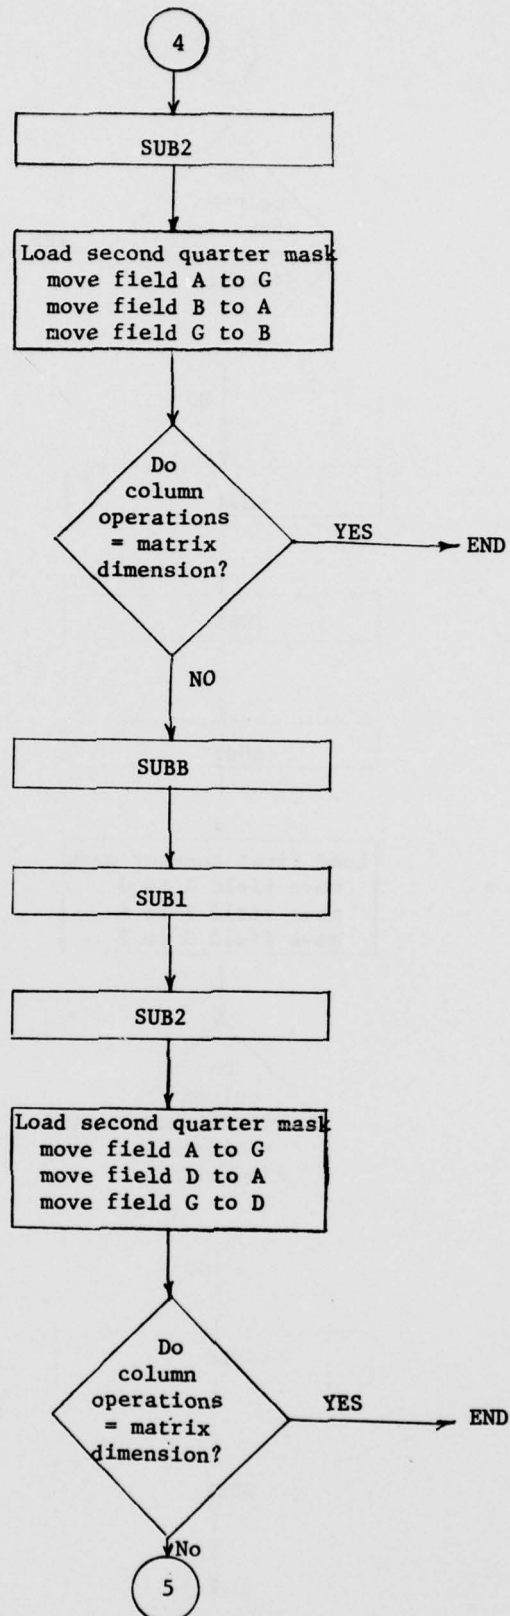 4
SUB2
Load second quarter mask
move field A to G
move field B to A
move field G to B
Do
column
operations
= matrix
dimension?
YES
END
NO
SUBB
SUB1
SUB2
Load second quarter mask
move field A to G
move field D to A
move field G to D
Do
column
operations
= matrix
dimension?
YES
END
No
5